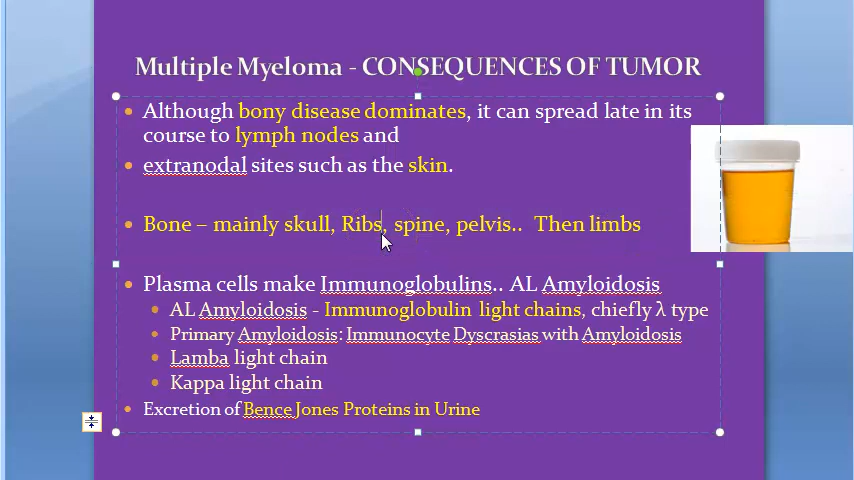 Multiple Myeloma - CONSEQUENCES OF TUMOR
Although bony disease dominates, it can spread late in its
course to lymph nodes and
extranodal sites such as the skin.
Bone – mainly skull, Ribs, spine, pelvis.. Then limbs
Plasma cells make Immunoglobulins.. AL Amyloidosis
AL Amyloidosis - Immunoglobulin light chains, chiefly λ type
Primary Amyloidosis: Immunocyte Dyscrasias with Amyloidosis
Lamba light chain
Kappa light chain
Excretion of Bence Jones Proteins in Urine